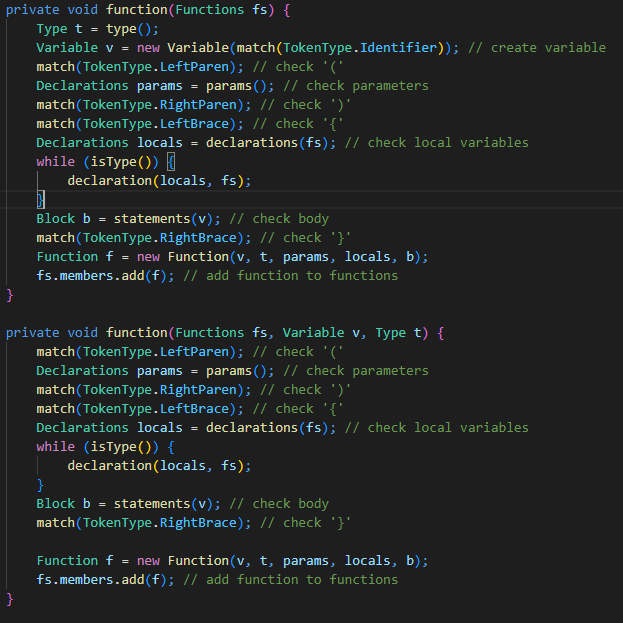 private void function(Functions fs) {
    Type t = type();
    Variable v = new Variable(match(TokenType.Identifier)); // create variable
    match(TokenType.LeftParen); // check '('
    Declarations params = params(); // check parameters
    match(TokenType.RightParen); // check ')'
    match(TokenType.LeftBrace); // check '{'
    Declarations locals = declarations(fs); // check local variables
    while (isType()) {
        declaration(locals, fs);
    }
    Block b = statements(v); // check body
    match(TokenType.RightBrace); // check '}'
    Function f = new Function(v, t, params, locals, b);
    fs.members.add(f); // add function to functions
}

private void function(Functions fs, Variable v, Type t) {
    match(TokenType.LeftParen); // check '('
    Declarations params = params(); // check parameters
    match(TokenType.RightParen); // check ')'
    match(TokenType.LeftBrace); // check '{'
    Declarations locals = declarations(fs); // check local variables
    while (isType()) {
        declaration(locals, fs);
    }
    Block b = statements(v); // check body
    match(TokenType.RightBrace); // check '}'

    Function f = new Function(v, t, params, locals, b);
    fs.members.add(f); // add function to functions
}